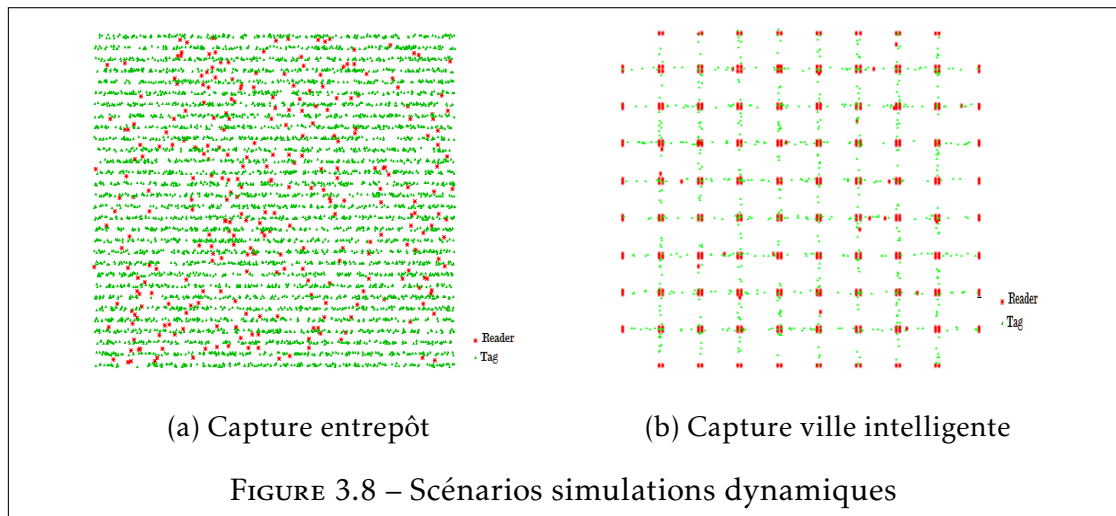 Reader
Tag
Reader
Tag
(a) Capture entrepôt
(b) Capture ville intelligente
FIGURE 3.8 – Scénarios simulations dynamiques